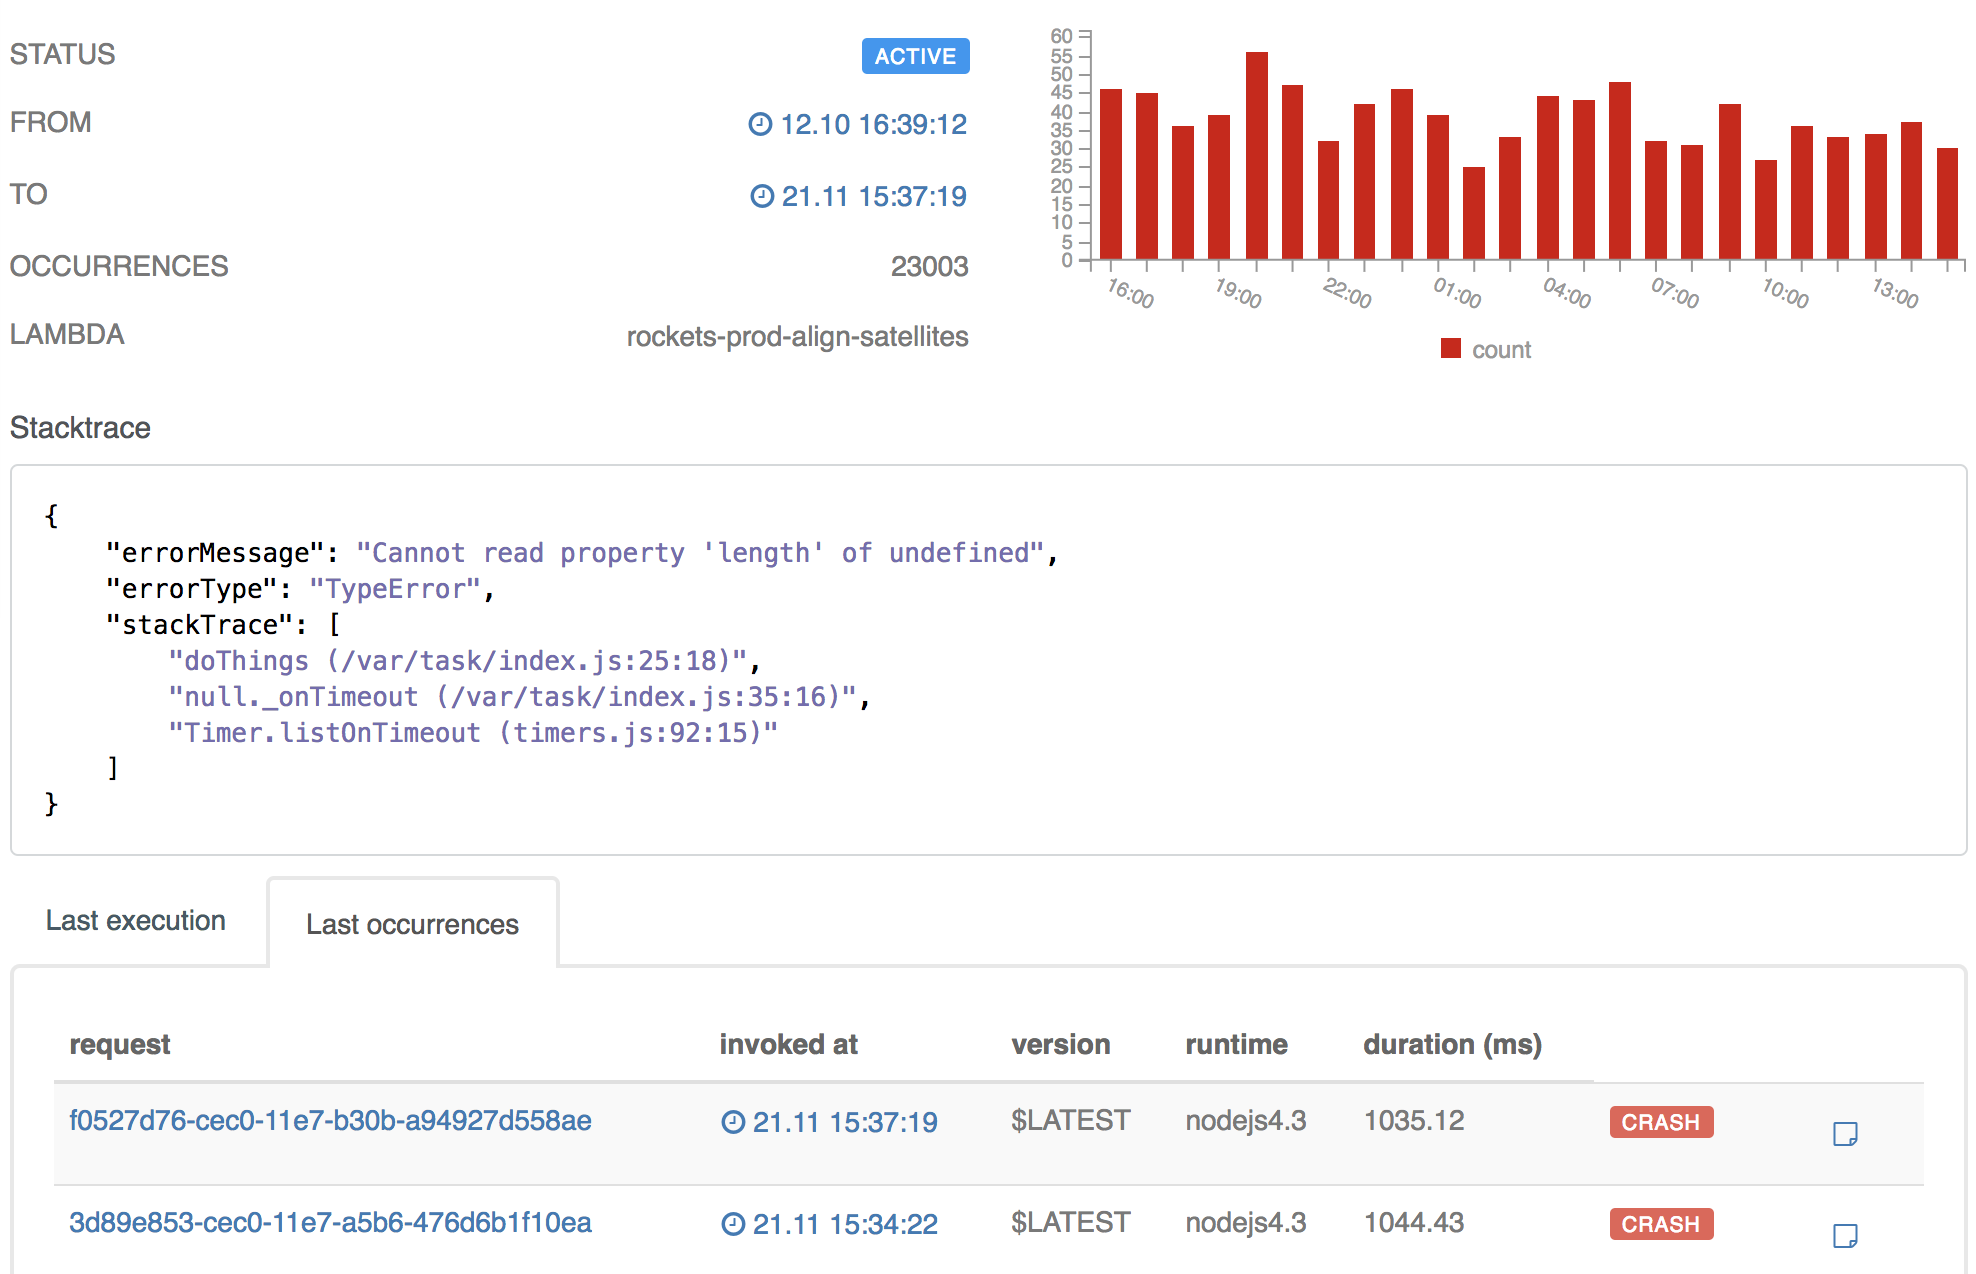 STATUS ACTIVE
FROM 12.10 16:39:12
TO 21.11 15:37:19
OCCURRENCES 23003
LAMBDA rockets-prod-align-satellites
60
55
50
45
40
35
30
25
20
15
10
5
0
16:00 19:00 22:00 01:00 04:00 07:00 10:00 13:00
count
Stacktrace
{
"errorMessage": "Cannot read property 'length' of undefined",
"errorType": "TypeError",
"stackTrace": [
"doThings (/var/task/index.js:25:18)",
"null._onTimeout (/var/task/index.js:35:16)",
"Timer.listOnTimeout (timers.js:92:15)"
]
}
Last execution Last occurrences
request invoked at version runtime duration (ms)
f0527d76-cec0-11e7-b30b-a94927d558ae 21.11 15:37:19 $LATEST nodejs4.3 1035.12 CRASH
3d89e853-cec0-11e7-a5b6-476d6b1f10ea 21.11 15:34:22 $LATEST nodejs4.3 1044.43 CRASH